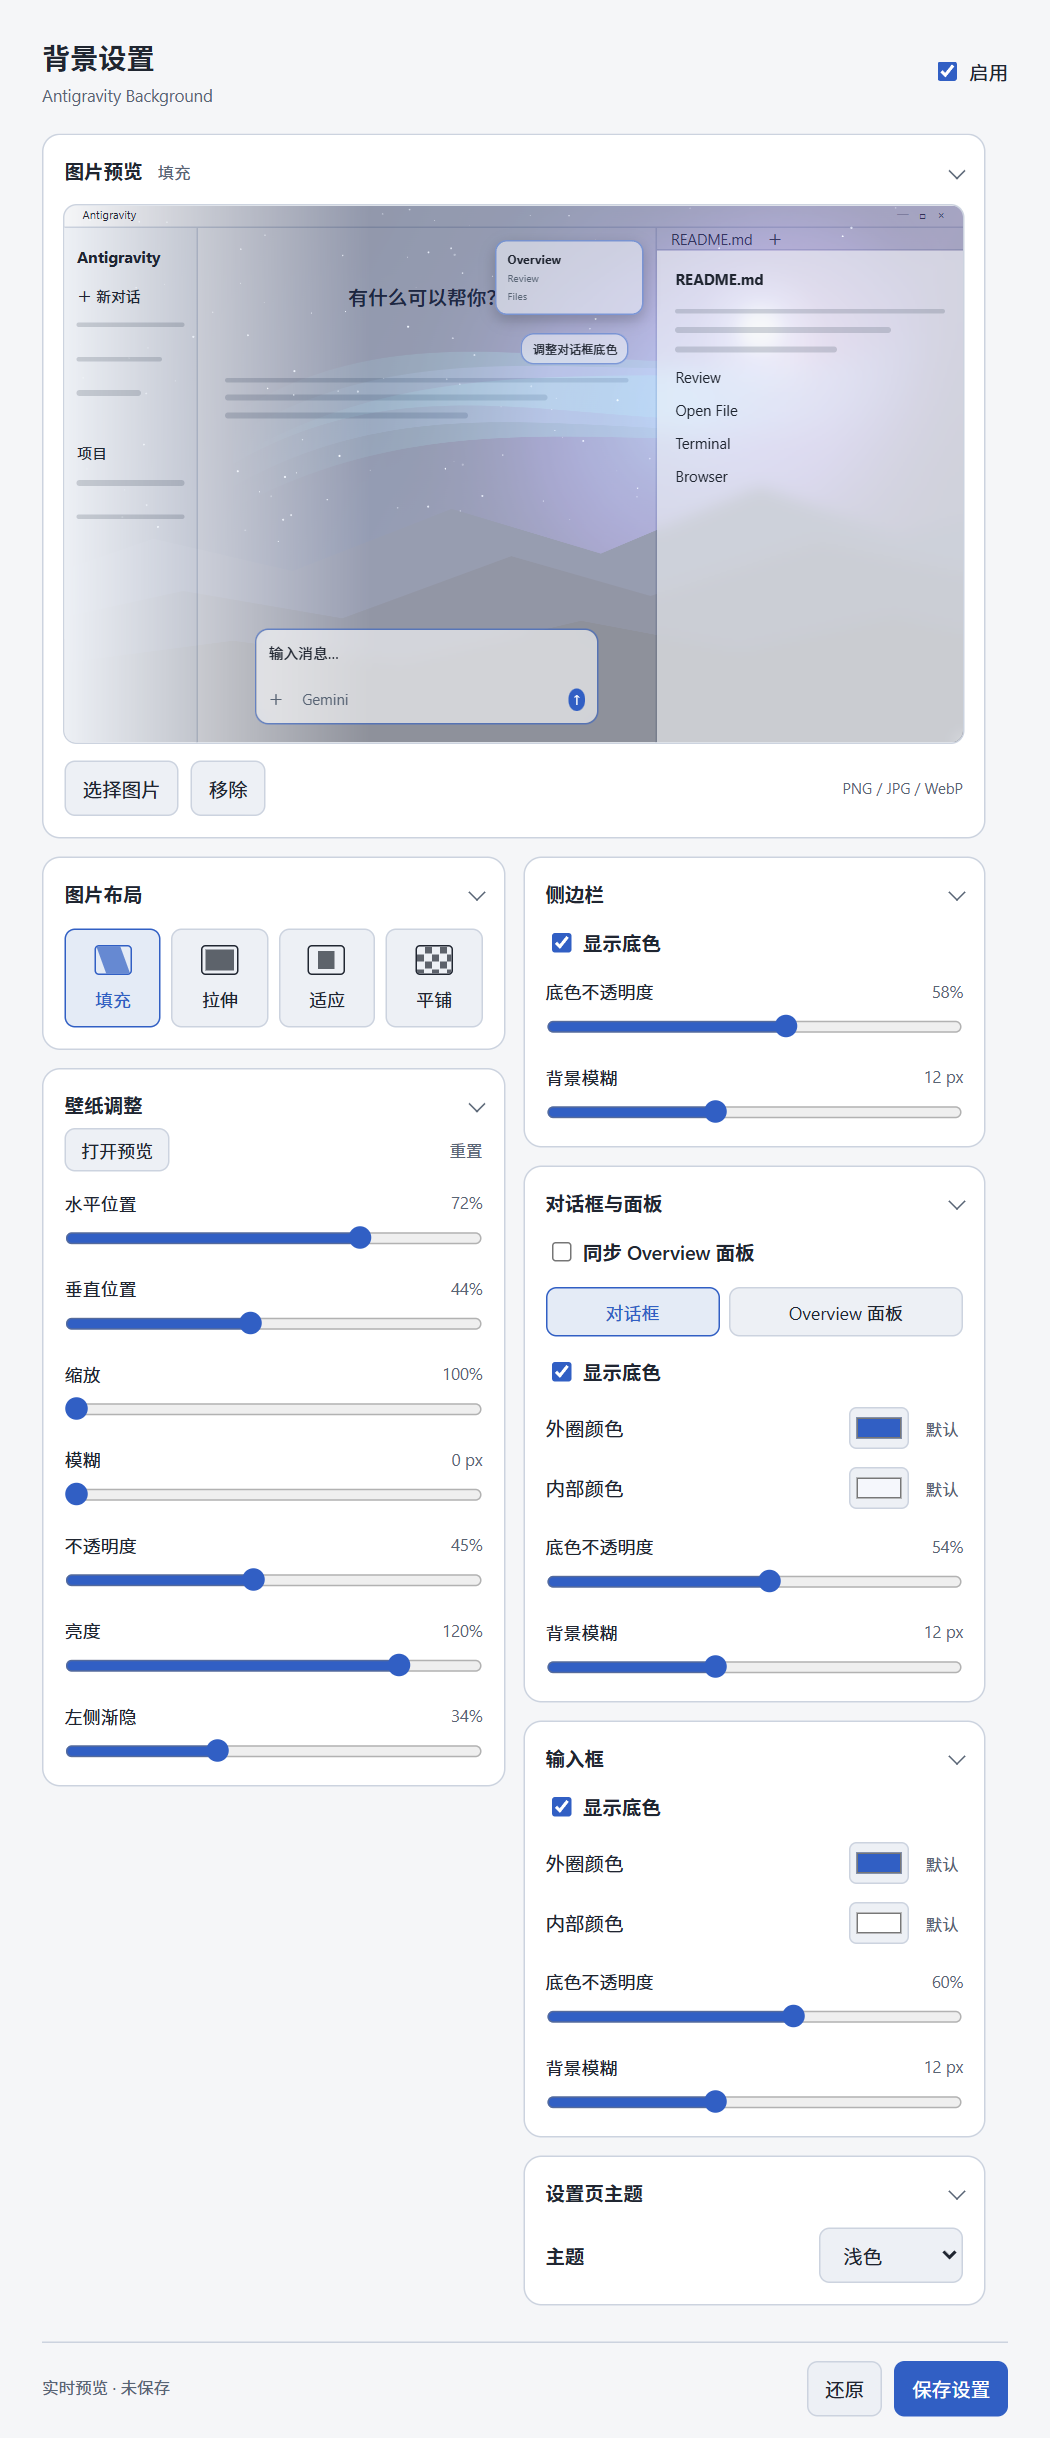 背景设置
启用
Antigravity Background
图片预览 填充
Antigravity
Antigravity
+ 新对话
项目
有什么可以帮你?
Overview
Review
Files
调整对话框底色
输入消息...
+ Gemini
README.md +
README.md
Review
Open File
Terminal
Browser
选择图片 移除
PNG / JPG / WebP
图片布局
填充 拉伸 适应 平铺
壁纸调整
打开预览 重置
水平位置 72%
垂直位置 44%
缩放 100%
模糊 0 px
不透明度 45%
亮度 120%
左侧渐隐 34%
侧边栏
显示底色
底色不透明度 58%
背景模糊 12 px
对话框与面板
同步 Overview 面板
对话框 Overview 面板
显示底色
外圈颜色 默认
内部颜色 默认
底色不透明度 54%
背景模糊 12 px
输入框
显示底色
外圈颜色 默认
内部颜色 默认
底色不透明度 60%
背景模糊 12 px
设置页主题
主题 浅色
实时预览 · 未保存
还原 保存设置